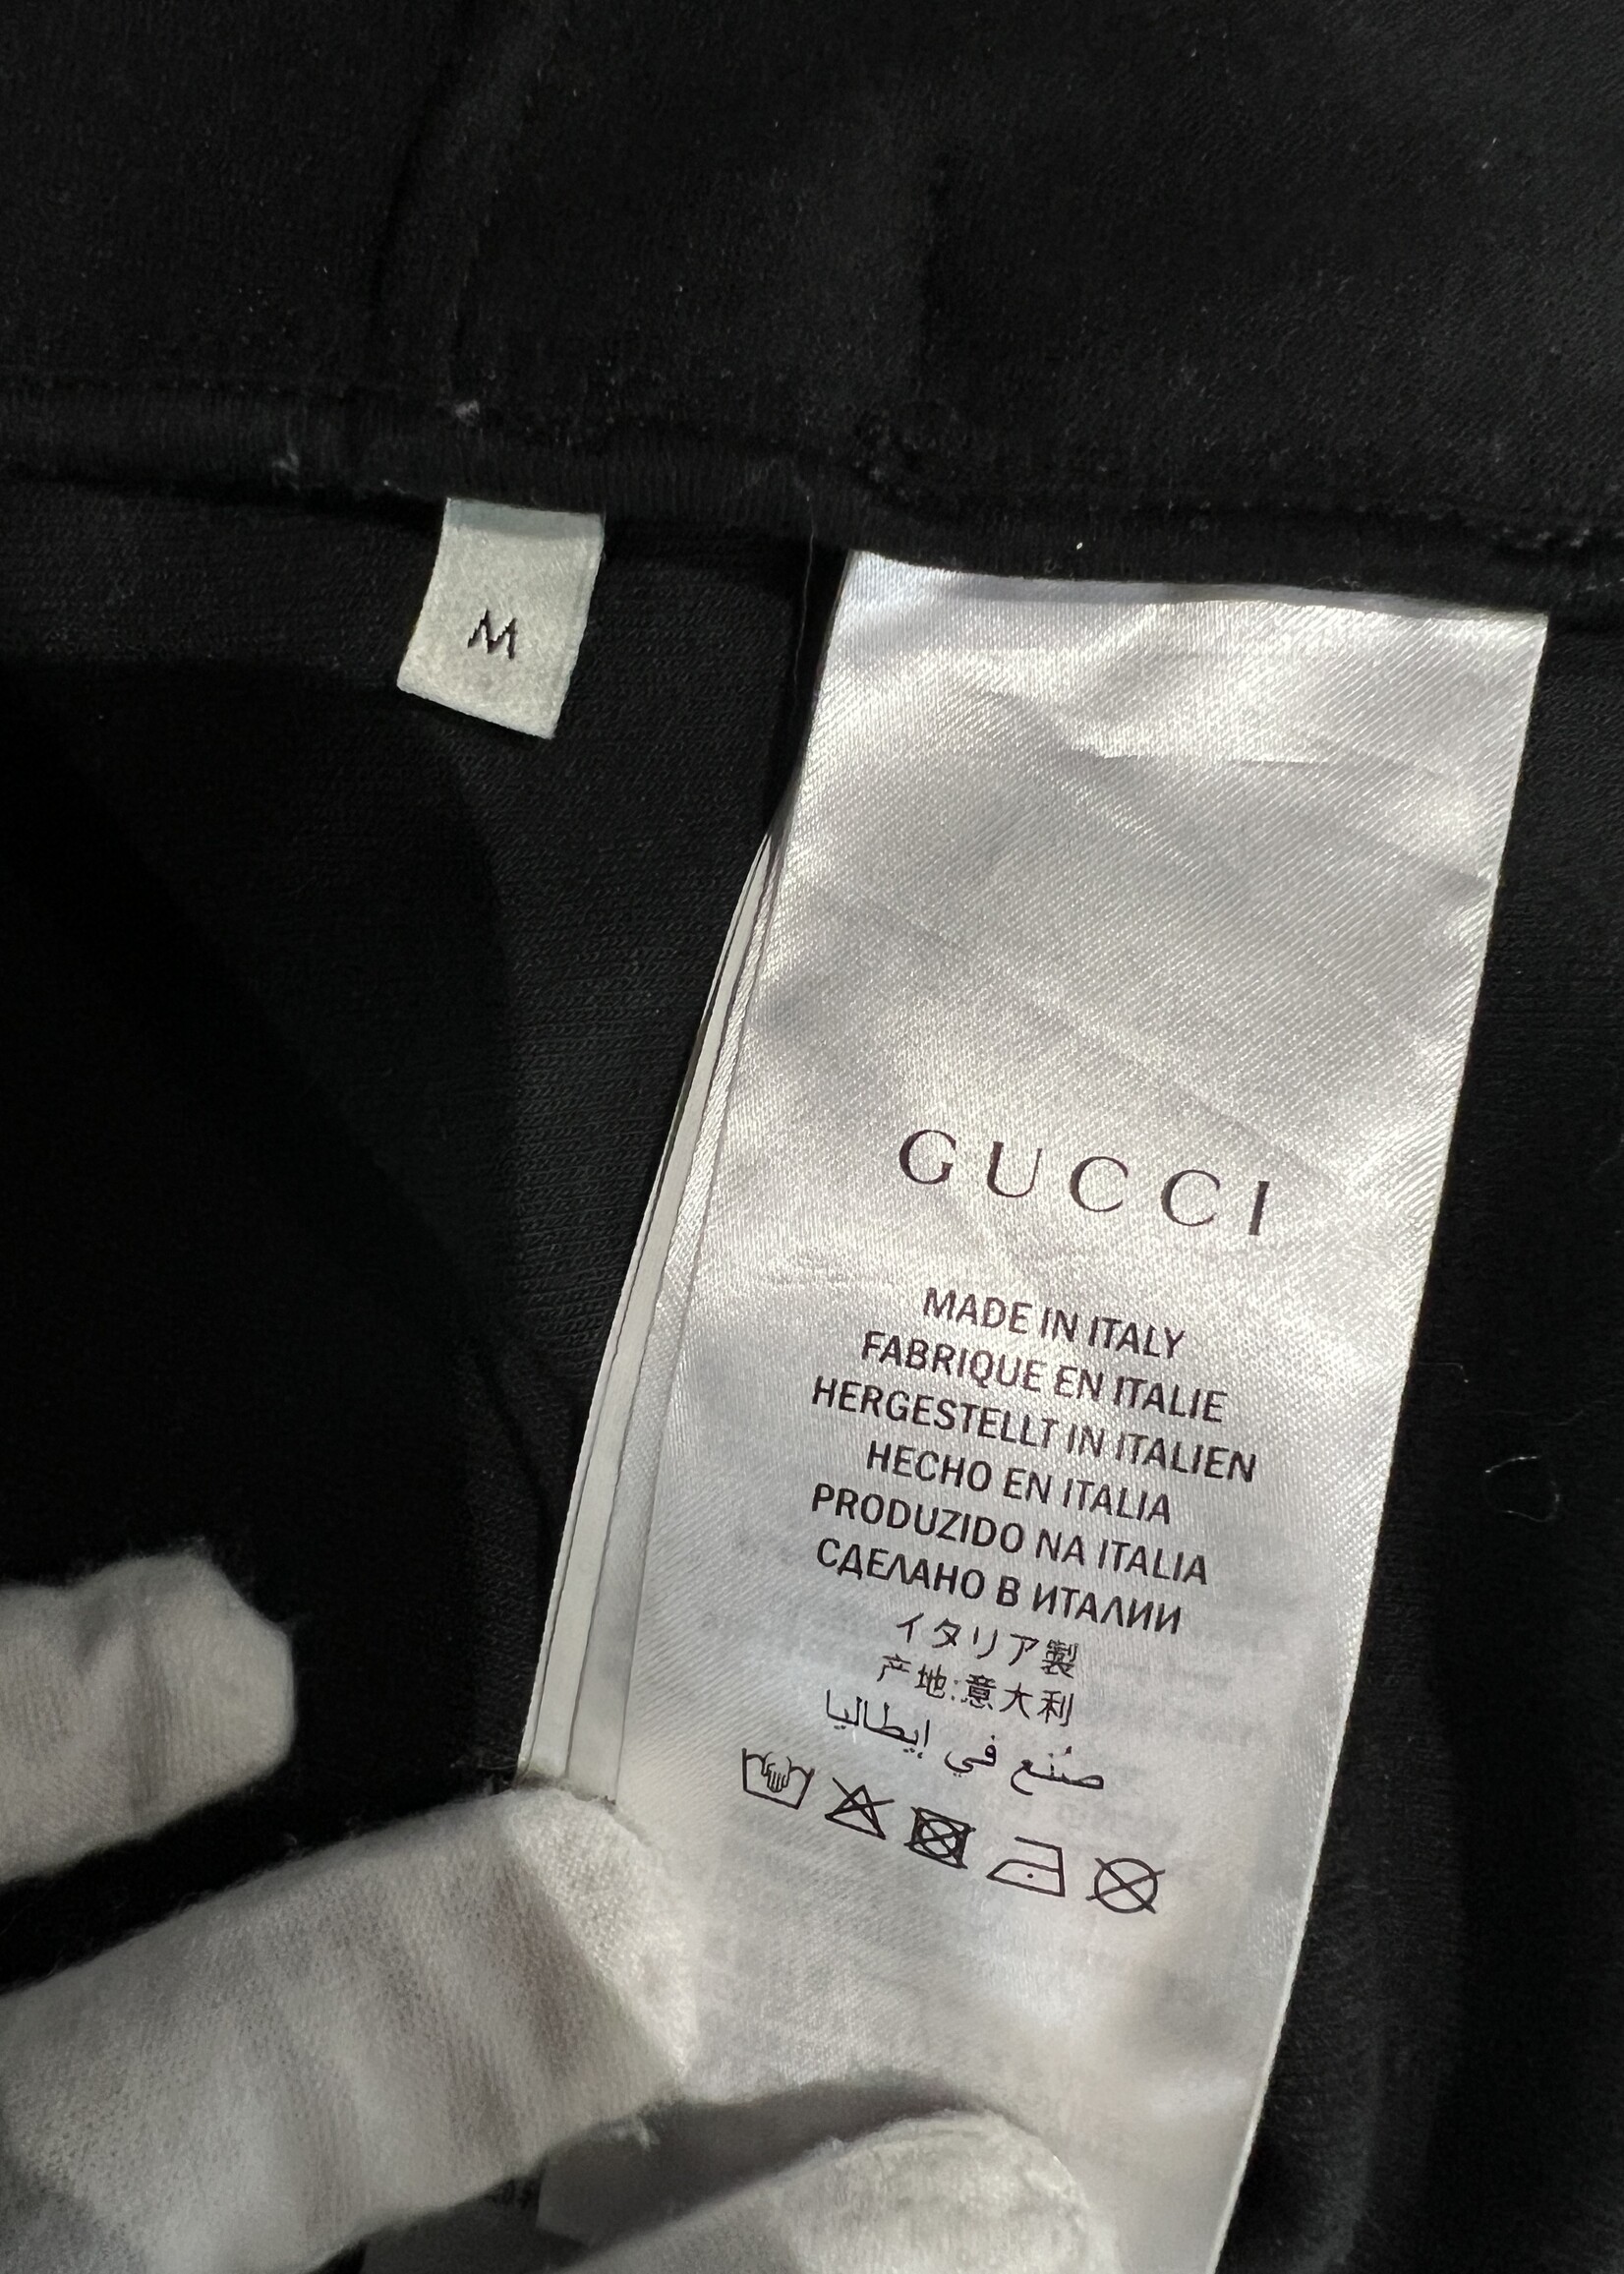 M
GUCCI
MADE IN ITALY
FABRIQUE EN ITALIE
HERGESTELLT IN ITALIEN
HECHO EN ITALIA
PRODUZIDO NA ITALIA
СДЕЛАНО В ИТАЛИИ
イタリア製
产地:意大利
صُنع في إيطاليا